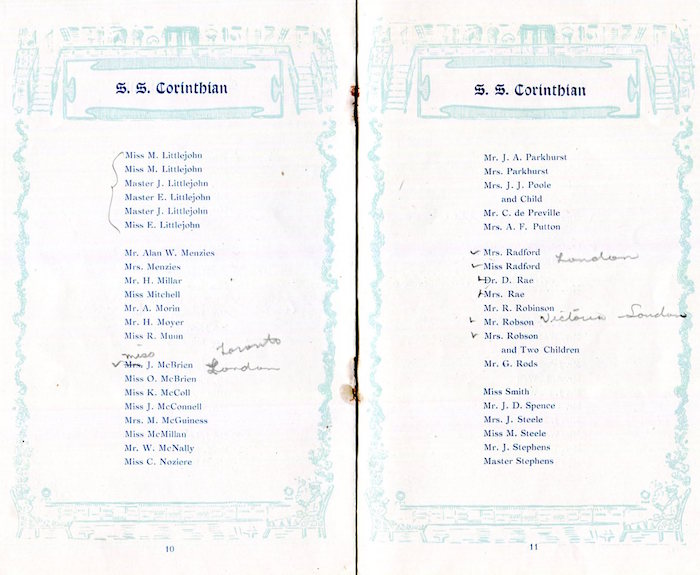 S. S. Corinthian
Miss M. Littlejohn
Miss M. Littlejohn
Master J. Littlejohn
Master E. Littlejohn
Master J. Littlejohn
Miss E. Littlejohn
Mr. Alan W. Menzies
Mrs. Menzies
Mr. H. Millar
Miss Mitchell
Mr. A. Morin
Mr. H. Moyer
Miss R. Munn
miss Toronto
Mrs. J. McBrien London
Miss O. McBrien
Miss K. McColl
Miss J. McConnell
Mrs. M. McGuiness
Miss McMillan
Mr. W. McNally
Miss C. Noziere
10
S. S. Corinthian
Mr. J. A. Parkhurst
Mrs. Parkhurst
Mrs. J. J. Poole
and Child
Mr. C. de Preville
Mrs. A. F. Putton
Mrs. Radford London
Miss Radford
Dr. D. Rae
Mrs. Rae
Mr. R. Robinson
Mr. Robson Victoria - London
Mrs. Robson
and Two Children
Mr. G. Rods
Miss Smith
Mr. J. D. Spence
Mrs. J. Steele
Miss M. Steele
Mr. J. Stephens
Master Stephens
11